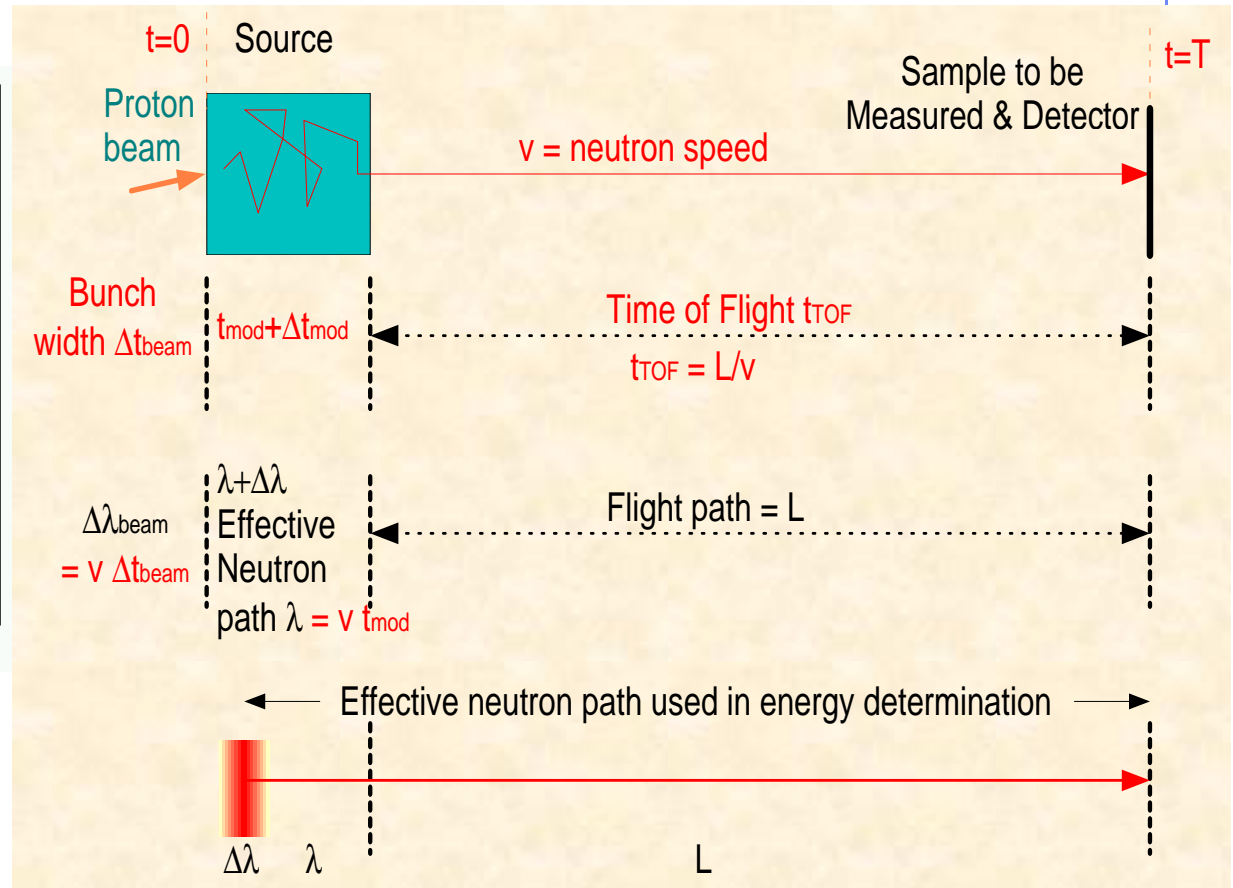 t=0 Source
t=T
Sample to be
Measured & Detector
Proton
beam
v = neutron speed
Bunch
width Δtbeam
tmod+Δtmod
Time of Flight tTOF
tTOF = L/v
λ+Δλ
Effective
Neutron
path λ = v tmod
Δλbeam
= v Δtbeam
Flight path = L
Effective neutron path used in energy determination
Δλ λ L